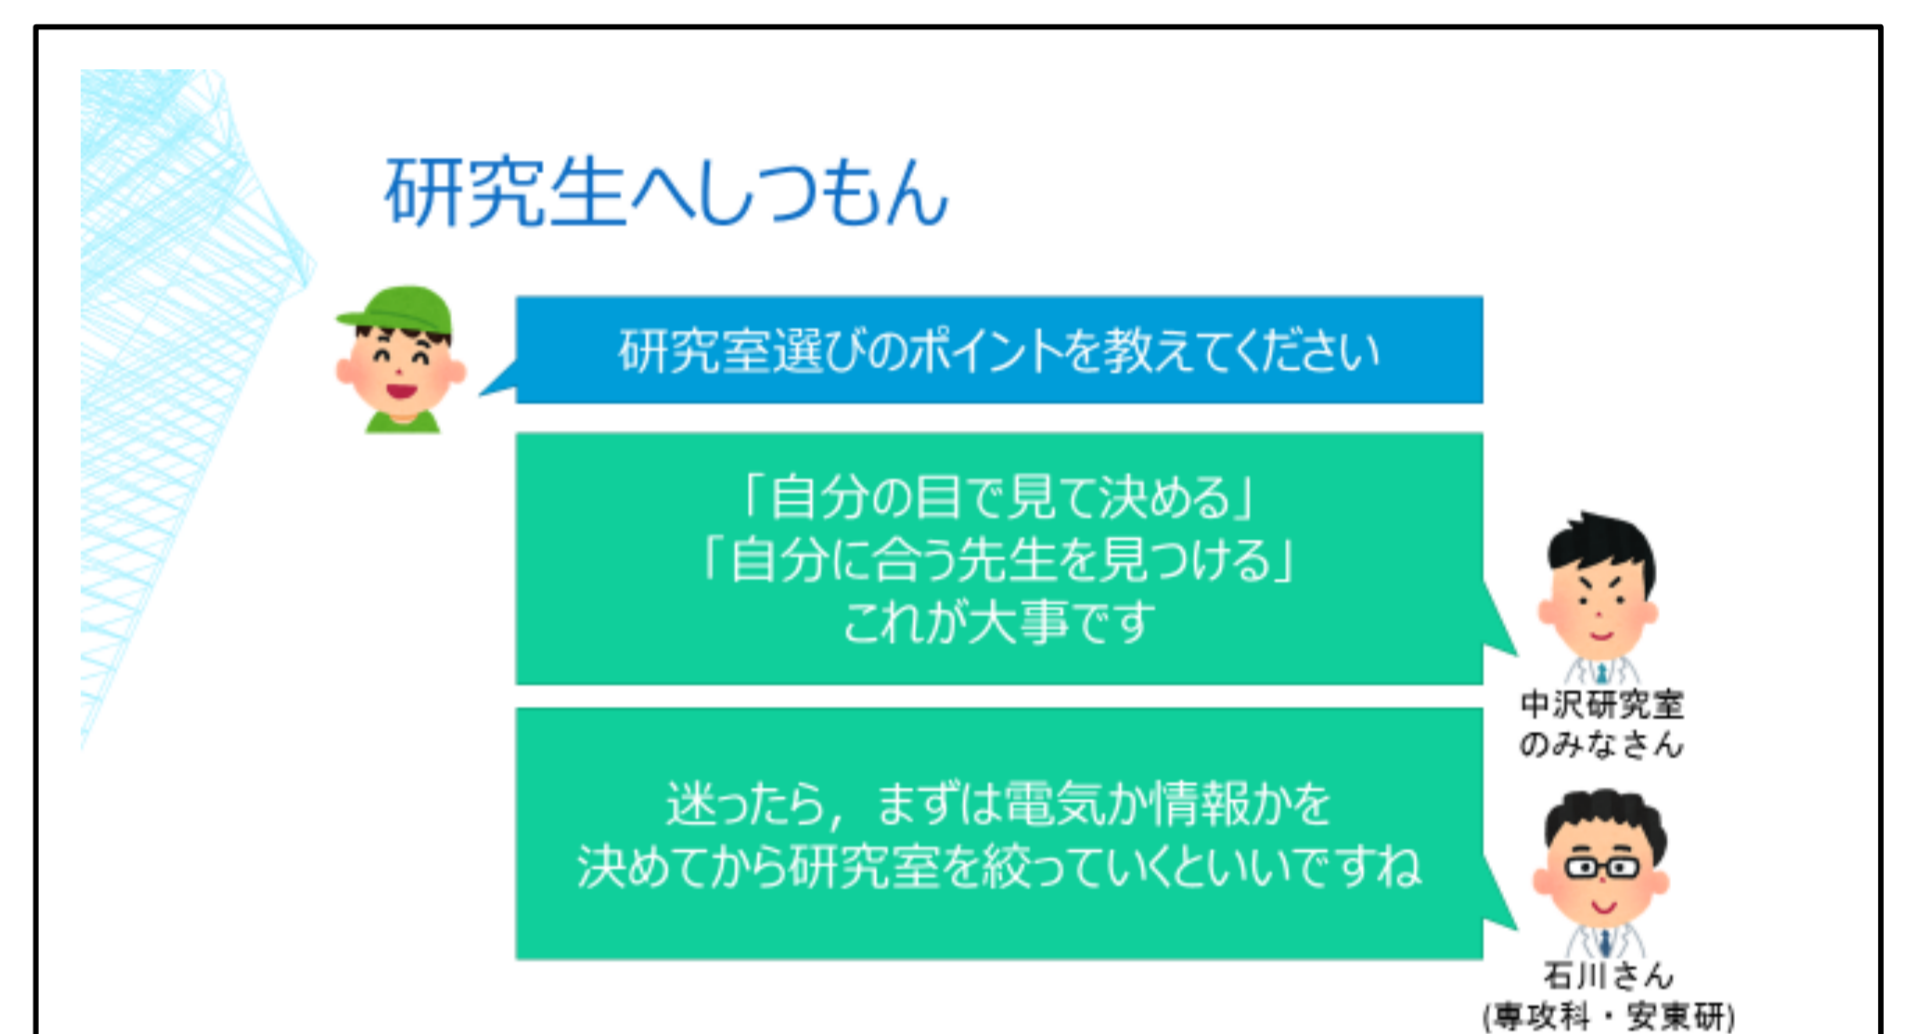 研究生へしつもん
研究室選びのポイントを教えてください
「自分の目で見て決める」
「自分に合う先生を見つける」
これが大事です
中沢研究室
のみなさん
迷ったら，まずは電気か情報かを
決めてから研究室を絞っていくといいですね
石川さん
(専攻科・安東研)